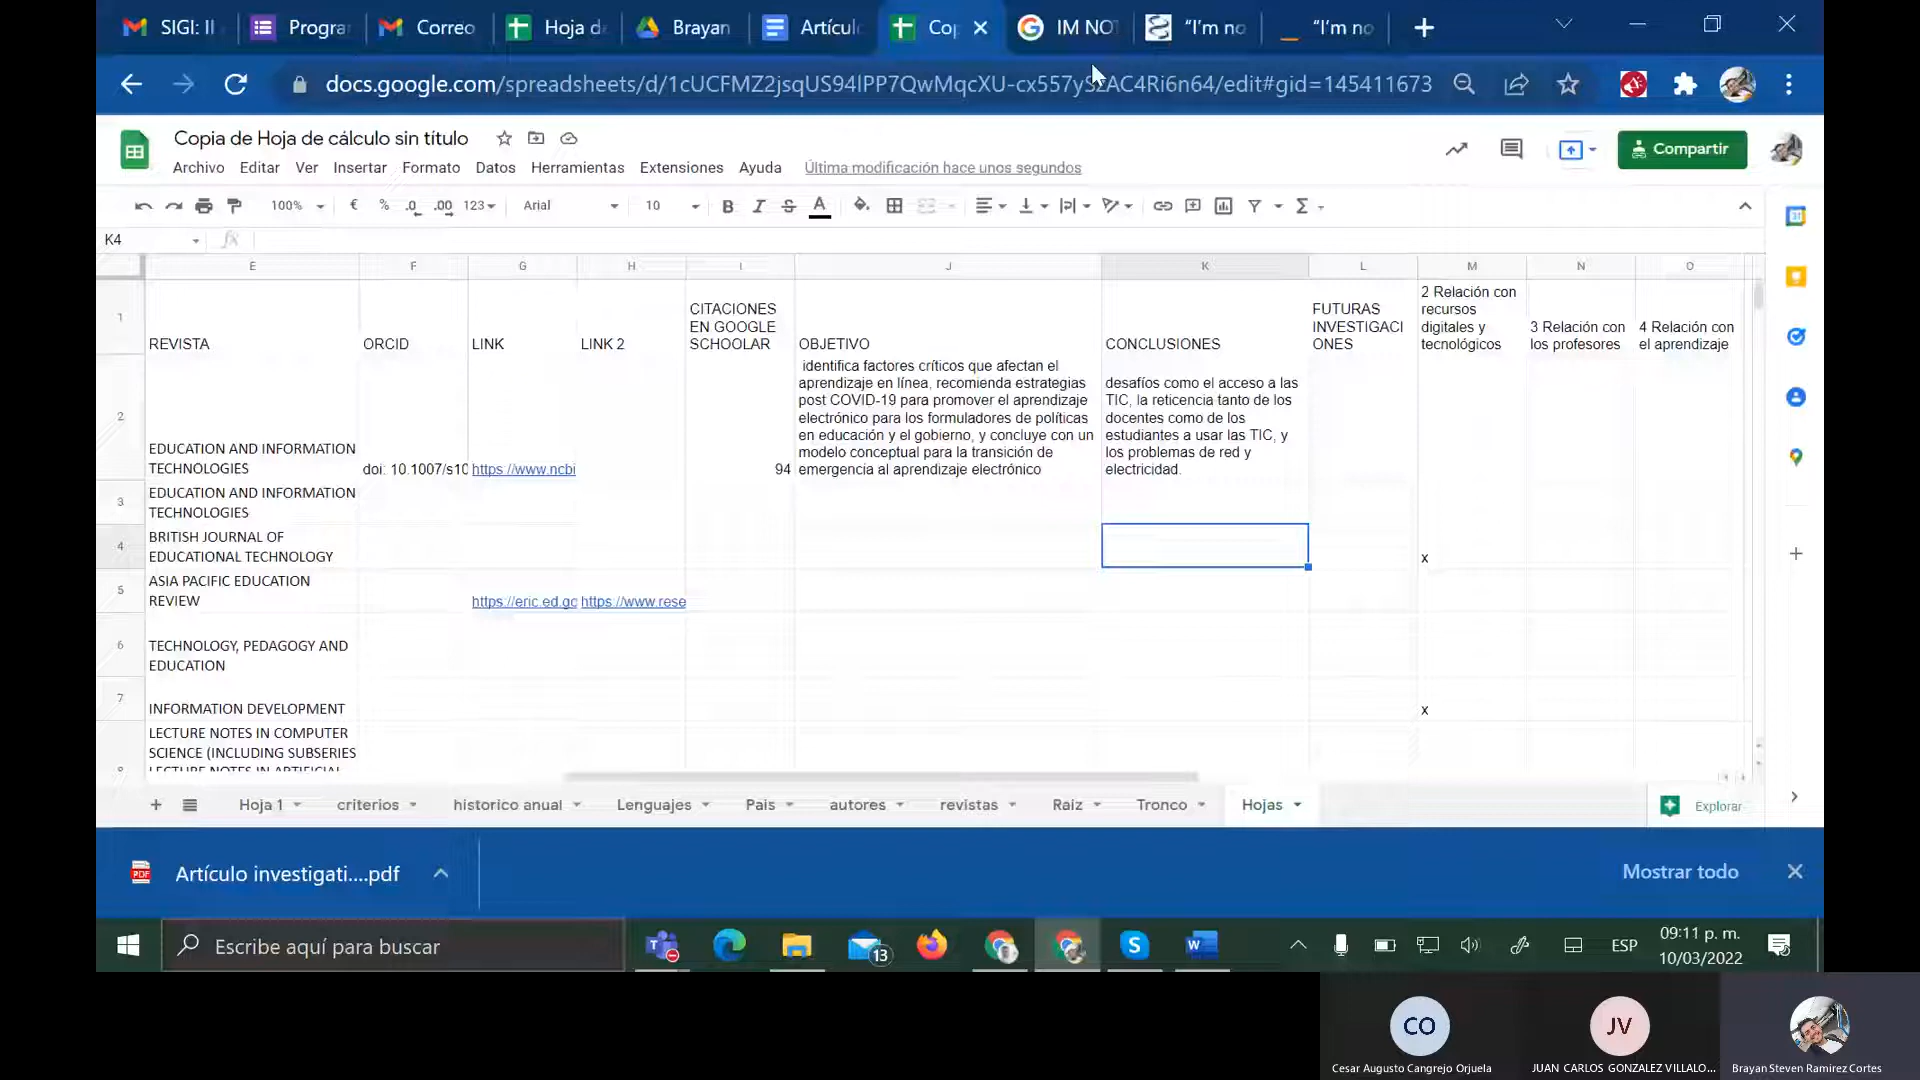 SIGI: II
Progra
Correo
Hoja de
Brayan
Artícul
Cop
IM NO
“I’m no
“I’m no
docs.google.com/spreadsheets/d/
/edit#gid=145411673
Copia de Hoja de cálculo sin título
Compartir
Archivo Editar Ver Insertar Formato Datos Herramientas Extensiones Ayuda Última modificación hace unos segundos
100% € % .0 .00 123 Arial 10 B I S A
K4 fx
E F G H I J K L M N O
1
REVISTA
ORCID
LINK
LINK 2
CITACIONES
EN GOOGLE
SCHOOLAR
OBJETIVO
CONCLUSIONES
FUTURAS
INVESTIGACI
ONES
2 Relación con
recursos
digitales y
tecnológicos
3 Relación con
los profesores
4 Relación con
el aprendizaje
2
EDUCATION AND INFORMATION
TECHNOLOGIES
doi: 10.1007/s10
https://www.ncbi
94
identifica factores críticos que afectan el
aprendizaje en línea, recomienda estrategias
post COVID-19 para promover el aprendizaje
electrónico para los formuladores de políticas
en educación y el gobierno, y concluye con un
modelo conceptual para la transición de
emergencia al aprendizaje electrónico
desafíos como el acceso a las
TIC, la reticencia tanto de los
docentes como de los
estudiantes a usar las TIC, y
los problemas de red y
electricidad.
3
EDUCATION AND INFORMATION
TECHNOLOGIES
4
BRITISH JOURNAL OF
EDUCATIONAL TECHNOLOGY
x
5
ASIA PACIFIC EDUCATION
REVIEW
https://eric.ed.gc
https://www.rese
6
TECHNOLOGY, PEDAGOGY AND
EDUCATION
7
INFORMATION DEVELOPMENT
x
8
LECTURE NOTES IN COMPUTER
SCIENCE (INCLUDING SUBSERIES
LECTURE NOTES IN ARTIFICIAL
Hoja 1 criterios historico anual Lenguajes Pais autores revistas Raiz Tronco Hojas Explorar
Artículo investigati....pdf
Mostrar todo
Escribe aquí para buscar
13
ESP
09:11 p. m.
10/03/2022
CO
JV
Cesar Augusto Cangrejo Orjuela
JUAN CARLOS GONZALEZ VILLALO...
Brayan Steven Ramirez Cortes